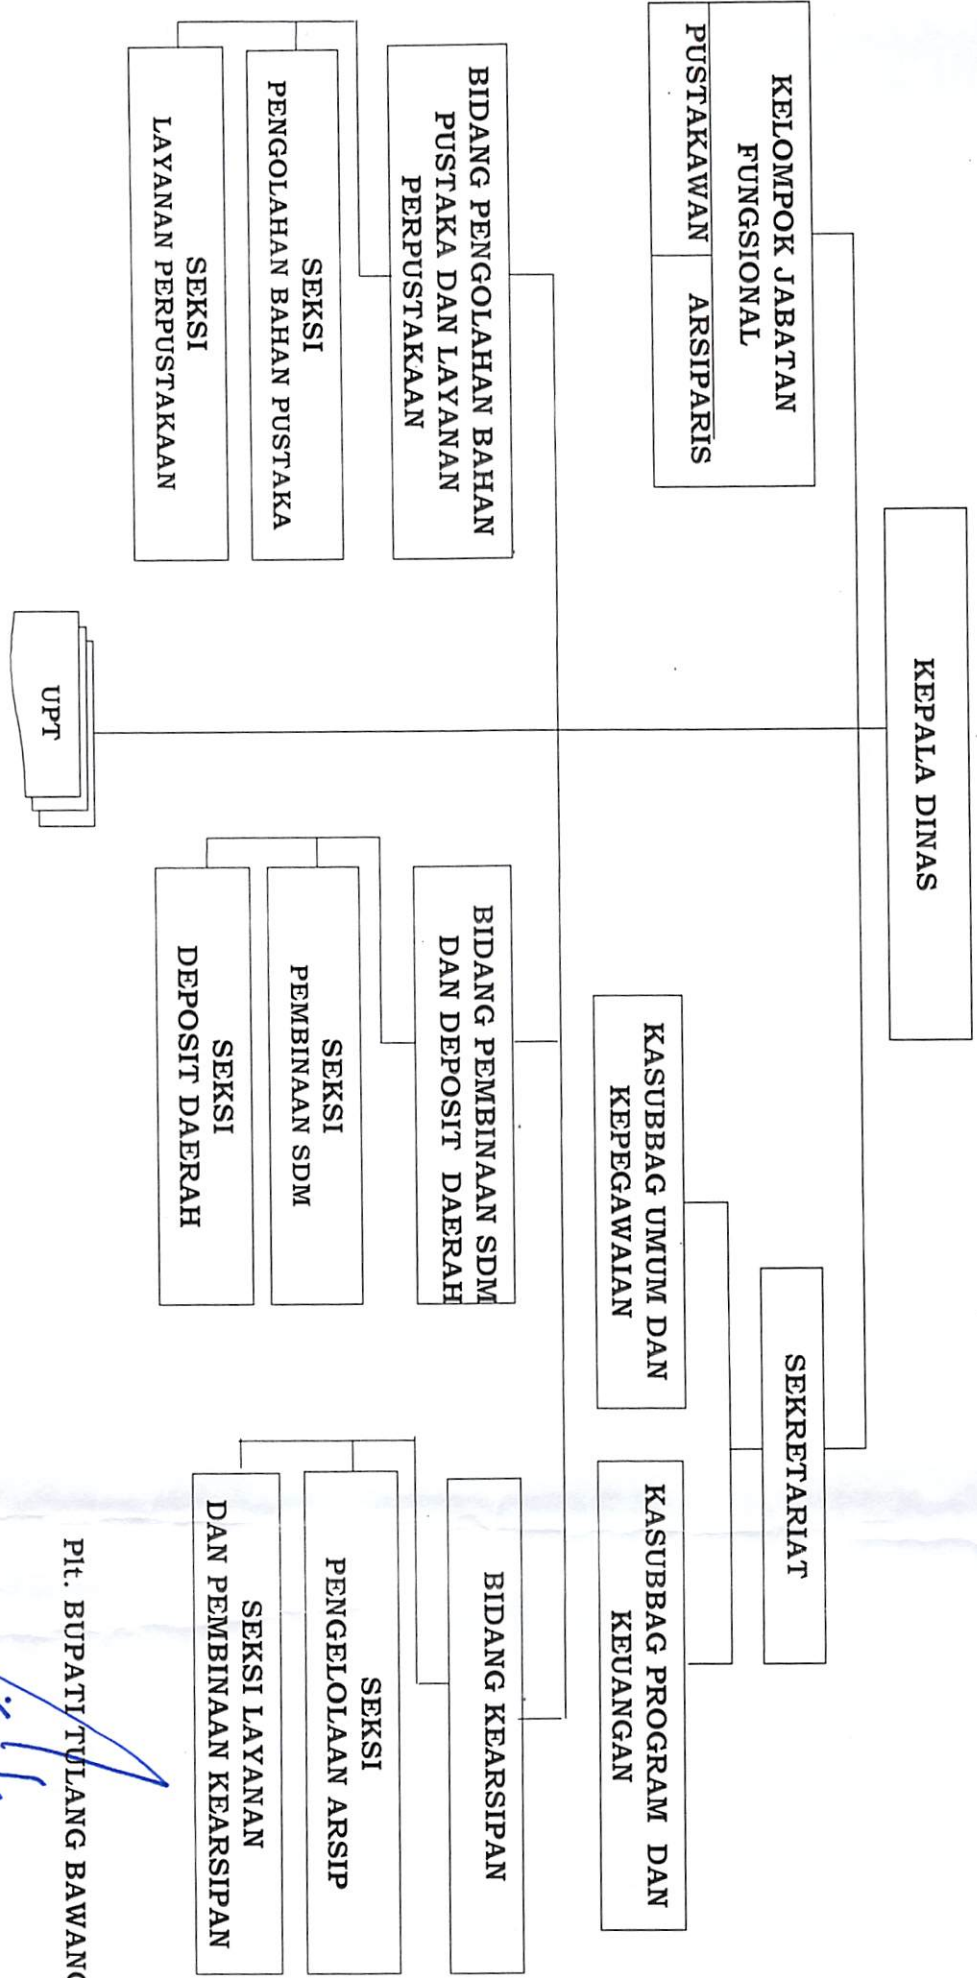 KEPALA DINAS
KELOMPOK JABATAN
FUNGSIONAL
PUSTAKAWAN
ARSIPARIS
SEKRETARIAT
KASUBBAG UMUM DAN
KEPEGAWAIAN
KASUBBAG PROGRAM DAN
KEUANGAN
BIDANG PENGOLAHAN BAHAN
PUSTAKA DAN LAYANAN
PERPUSTAKAAN
SEKSI
PENGOLAHAN BAHAN PUSTAKA
SEKSI
LAYANAN PERPUSTAKAAN
BIDANG PEMBINAAN SDM
DAN DEPOSIT DAERAH
SEKSI
PEMBINAAN SDM
SEKSI
DEPOSIT DAERAH
BIDANG KEARSIPAN
SEKSI
PENGELOLAAN ARSIP
SEKSI LAYANAN
DAN PEMBINAAN KEARSIPAN
UPT
Plt. BUPATI TULANG BAWANG